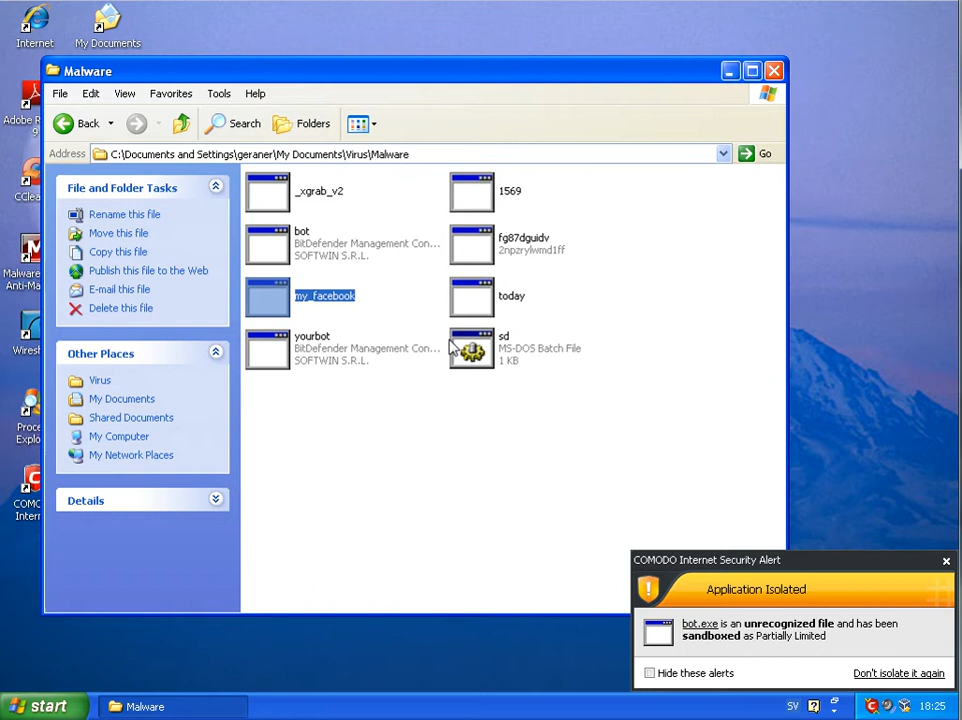 Internet
My Documents
Malware
File Edit View Favorites Tools Help
Back Search Folders
Address C:\Documents and Settings\geraner\My Documents\Virus\Malware Go
File and Folder Tasks
Rename this file
Move this file
Copy this file
Publish this file to the Web
E-mail this file
Delete this file
Other Places
Virus
My Documents
Shared Documents
My Computer
My Network Places
Details
_xgrab_v2
1569
bot
BitDefender Management Con...
SOFTWIN S.R.L.
fg87dguidv
2npzrylwmd1ff
my_facebook
today
yourbot
BitDefender Management Con...
SOFTWIN S.R.L.
sd
MS-DOS Batch File
1 KB
Adobe R
9
CCle
Malware
Anti-Ma
Wiresh
Proce
Explo
COMO
Intern
COMODO Internet Security Alert
Application Isolated
bot.exe is an unrecognized file and has been
sandboxed as Partially Limited
Hide these alerts Don't isolate it again
start Malware SV 18:25